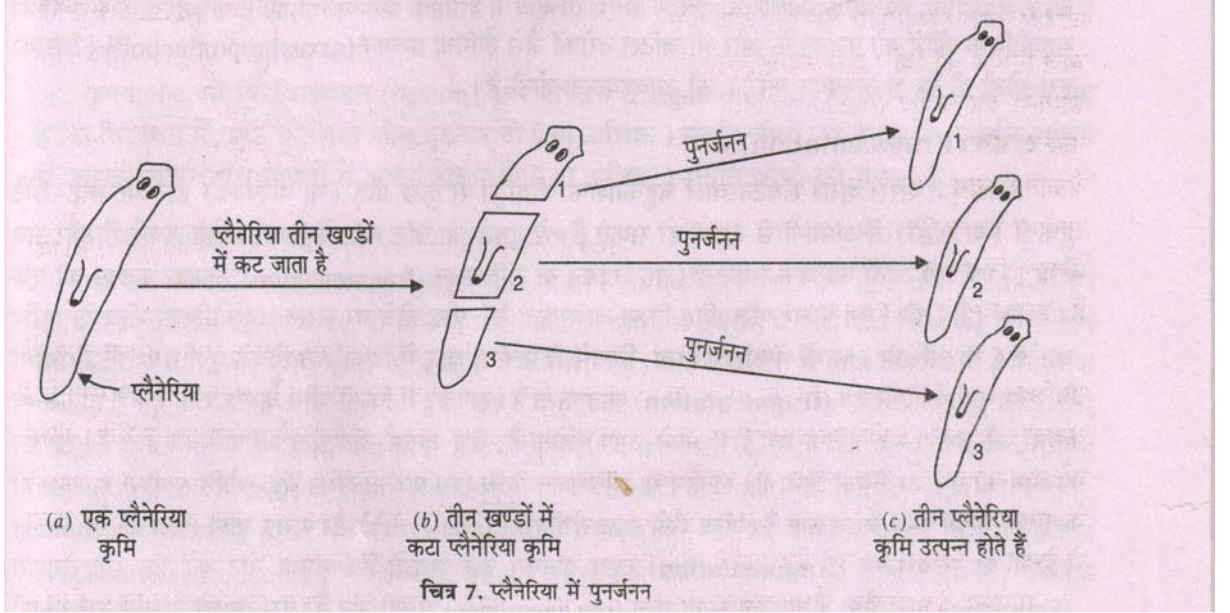 पुनर्जनन
1
प्लैनेरिया तीन खण्डों
में कट जाता है
पुनर्जनन
2
2
पुनर्जनन
3
प्लैनेरिया
3
(a) एक प्लैनेरिया
कृमि
(b) तीन खण्डों में
कटा प्लैनेरिया कृमि
(c) तीन प्लैनेरिया
कृमि उत्पन्न होते हैं
चित्र 7. प्लैनेरिया में पुनर्जनन